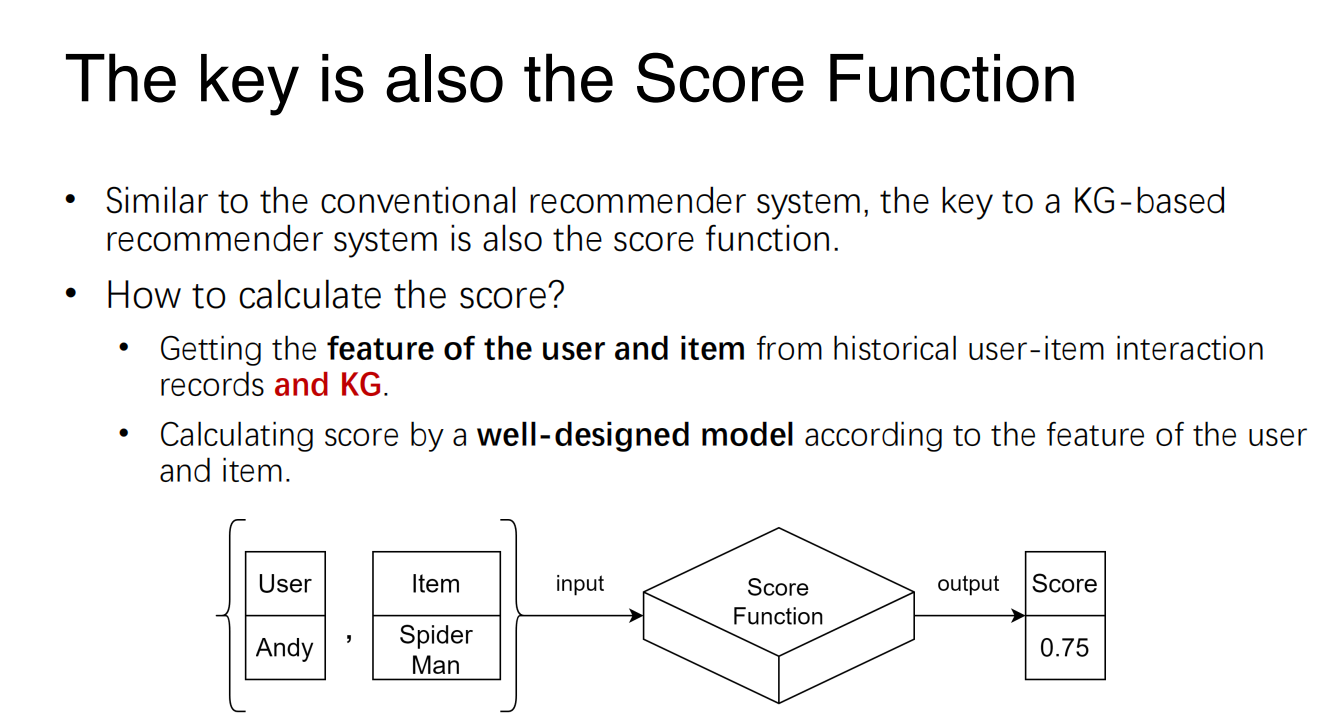 The key is also the Score Function
• Similar to the conventional recommender system, the key to a KG-based
recommender system is also the score function.
• How to calculate the score?
• Getting the feature of the user and item from historical user-item interaction
records and KG.
• Calculating score by a well-designed model according to the feature of the user
and item.
User
Andy
,
Item
Spider
Man
input
Score
Function
output
Score
0.75